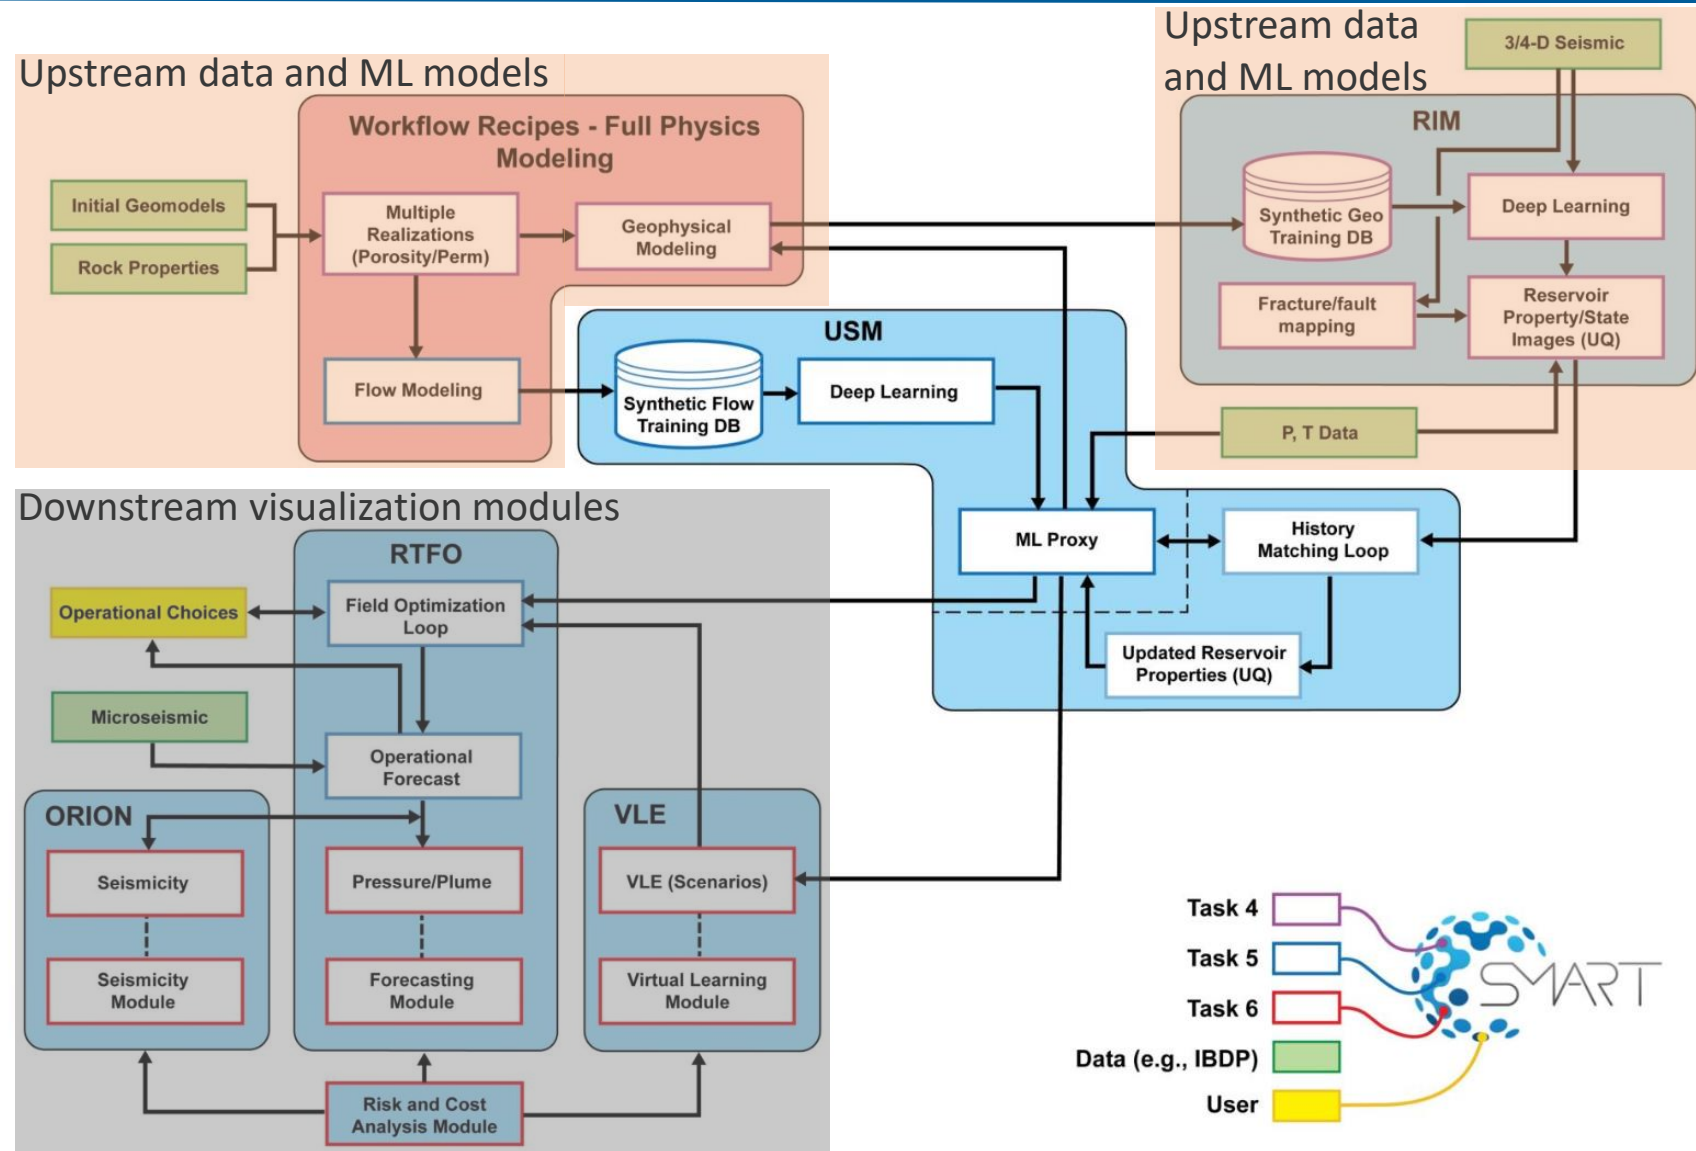 Upstream data and ML models
Workflow Recipes - Full Physics
Modeling
Initial Geomodels
Rock Properties
Multiple
Realizations
(Porosity/Perm)
Geophysical
Modeling
Flow Modeling
Upstream data
and ML models
3/4-D Seismic
RIM
Synthetic Geo
Training DB
Deep Learning
Fracture/fault
mapping
Reservoir
Property/State
Images (UQ)
P, T Data
USM
Synthetic Flow
Training DB
Deep Learning
ML Proxy
History
Matching Loop
Updated Reservoir
Properties (UQ)
Downstream visualization modules
RTFO
Operational Choices
Field Optimization
Loop
Microseismic
Operational
Forecast
ORION
Seismicity
Seismicity
Module
Pressure/Plume
Forecasting
Module
VLE
VLE (Scenarios)
Virtual Learning
Module
Risk and Cost
Analysis Module
Task 4
Task 5
Task 6
Data (e.g., IBDP)
User
SMART